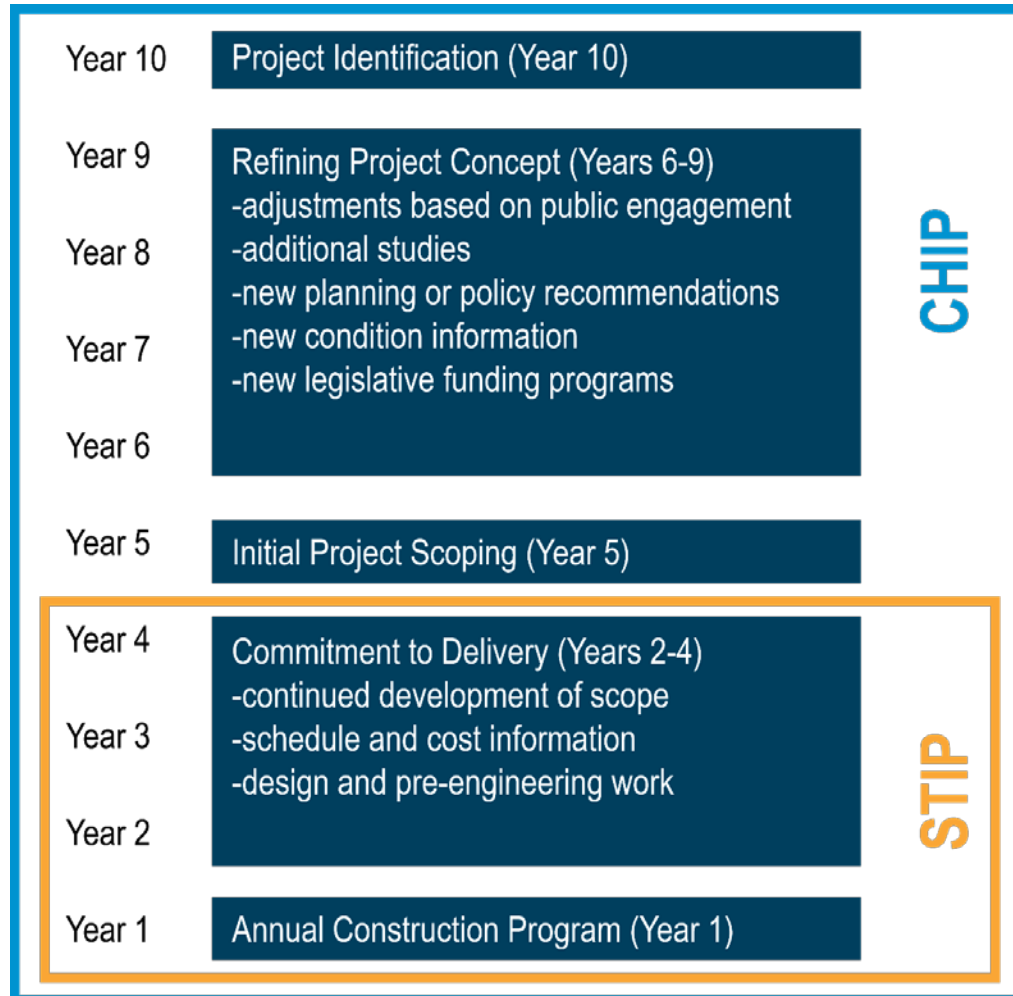 Year 10
Project Identification (Year 10)
Year 9
Refining Project Concept (Years 6-9)
-adjustments based on public engagement
Year 8
-additional studies
-new planning or policy recommendations
Year 7
-new condition information
-new legislative funding programs
Year 6
CHIP
Year 5
Initial Project Scoping (Year 5)
Year 4
Commitment to Delivery (Years 2-4)
-continued development of scope
Year 3
-schedule and cost information
-design and pre-engineering work
Year 2
STIP
Year 1
Annual Construction Program (Year 1)